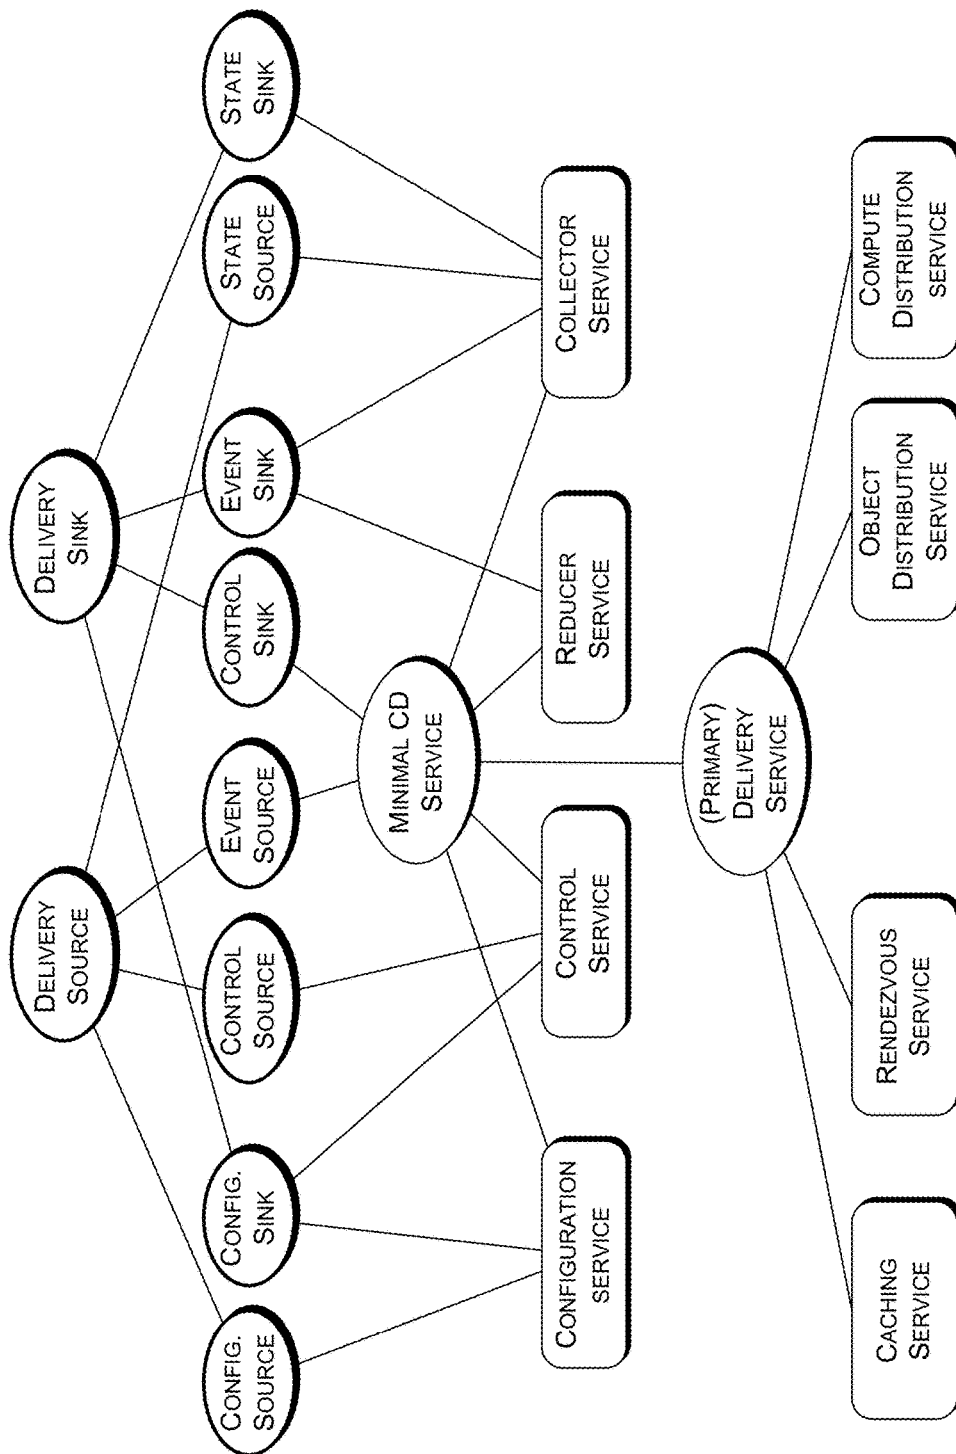 DELIVERY
SOURCE
DELIVERY
SINK
CONFIG.
SOURCE
CONFIG.
SINK
CONTROL
SOURCE
EVENT
SOURCE
CONTROL
SINK
EVENT
SINK
STATE
SOURCE
STATE
SINK
MINIMAL CD
SERVICE
CONFIGURATION
SERVICE
CONTROL
SERVICE
REDUCER
SERVICE
COLLECTOR
SERVICE
(PRIMARY)
DELIVERY
SERVICE
CACHING
SERVICE
RENDEZVOUS
SERVICE
OBJECT
DISTRIBUTION
SERVICE
COMPUTE
DISTRIBUTION
SERVICE